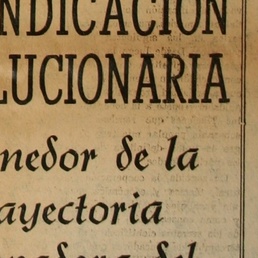 NDICACION
LUCIONARIA
nedor de la
ayectoria